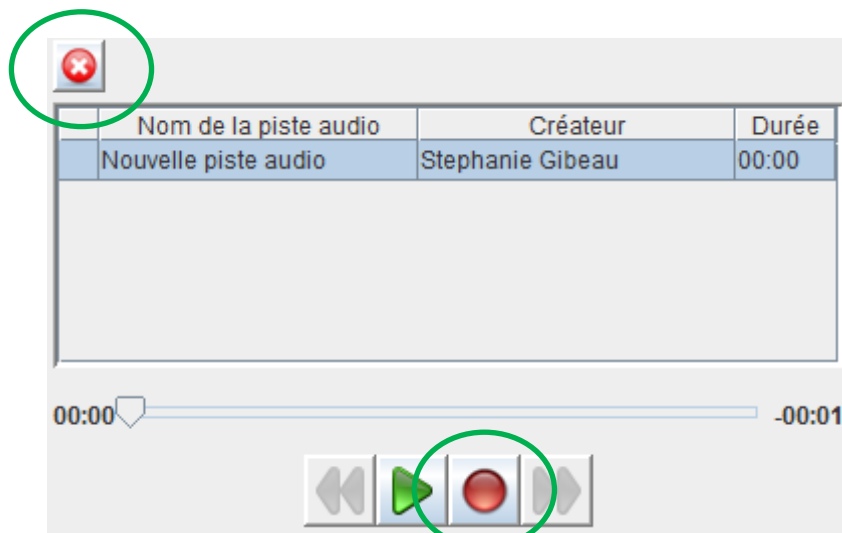 Nom de la piste audio Créateur Durée
Nouvelle piste audio Stephanie Gibeau 00:00
00:00 -00:01